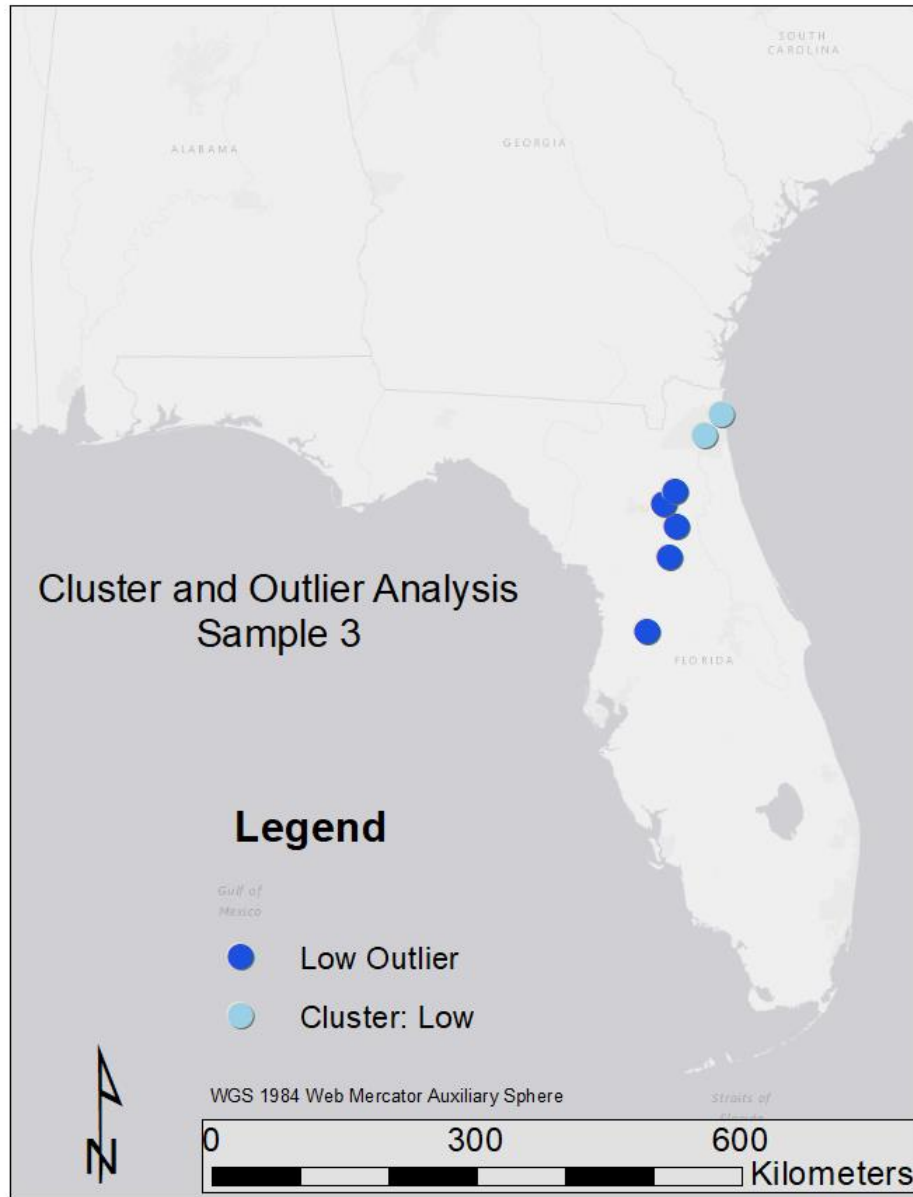 SOUTH
CAROLINA
ALABAMA
GEORGIA
Cluster and Outlier Analysis
Sample 3
FLORIDA
Legend
Gulf of
Mexico
Low Outlier
Cluster: Low
N
WGS 1984 Web Mercator Auxiliary Sphere
Straits of
Florida
0 300 600
Kilometers